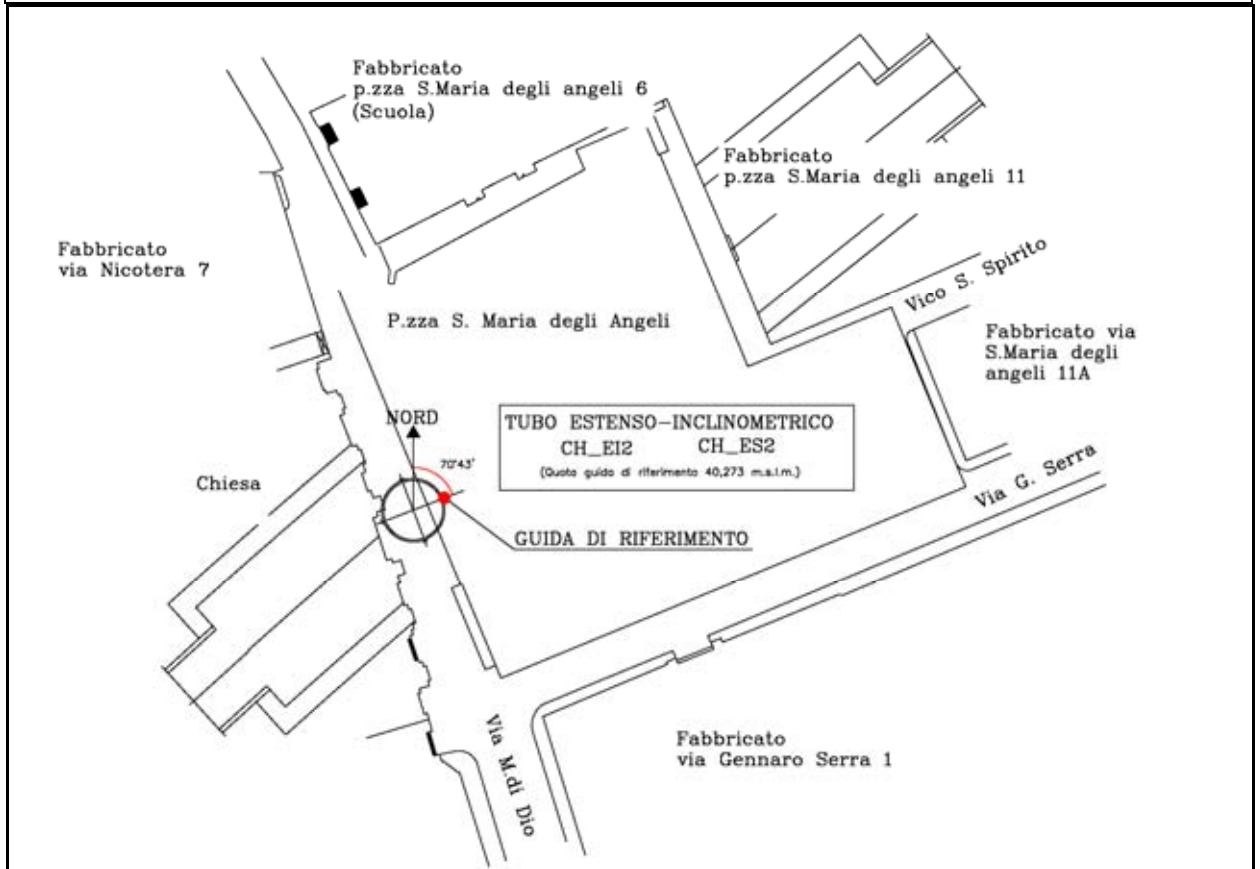 Fabbricato
p.zza S.Maria degli angeli 6
(Scuola)
Fabbricato
p.zza S.Maria degli angeli 11
Fabbricato
via Nicotera 7
Vico S. Spirito
P.zza S. Maria degli Angeli
Fabbricato via
S.Maria degli
angeli 11A
NORD
TUBO ESTENSO-INCLINOMETRICO
CH_EI2 CH_ES2
(Quota guida di riferimento 40,273 m.s.l.m.)
70°43'
Chiesa
Via G. Serra
GUIDA DI RIFERIMENTO
Via M.di Dio
Fabbricato
via Gennaro Serra 1